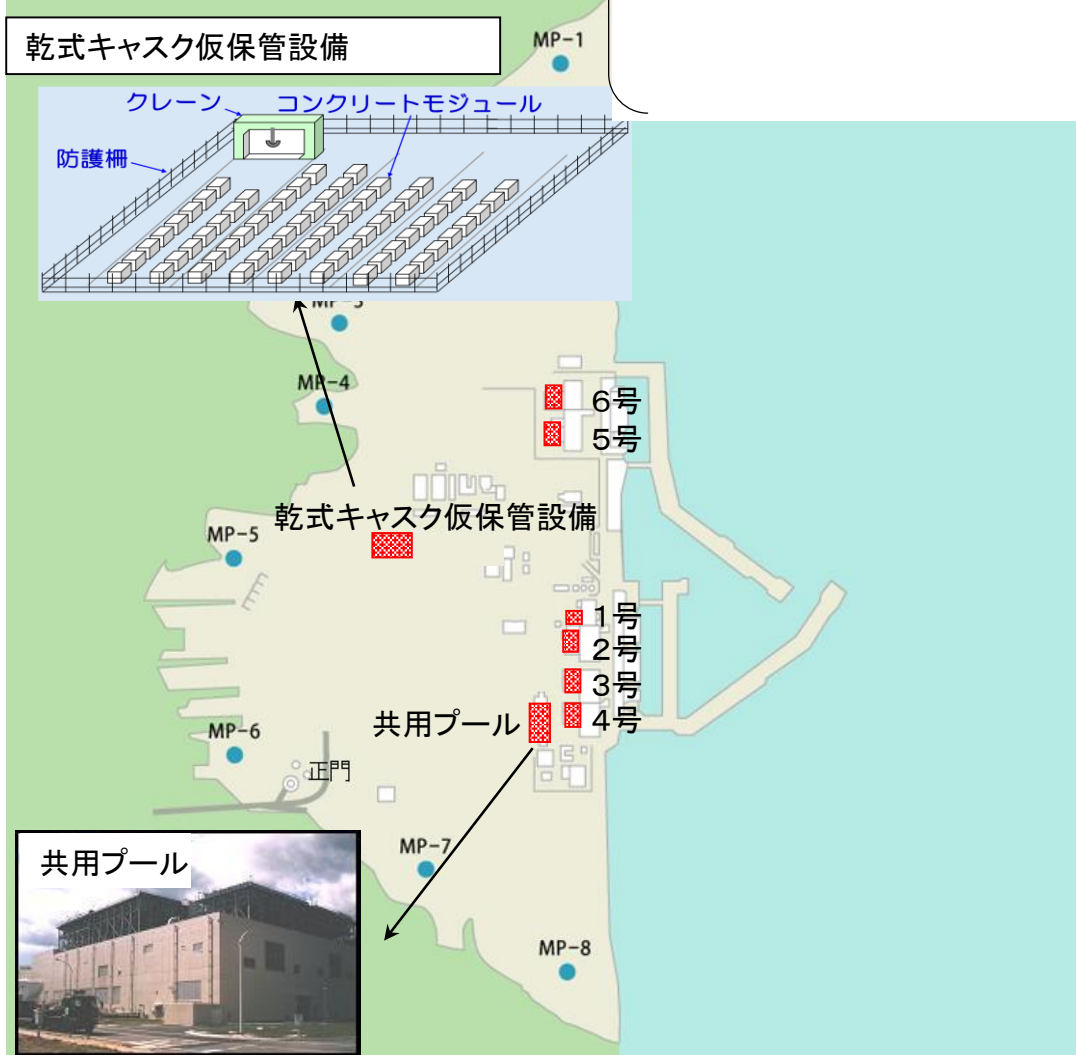 乾式キャスク仮保管設備
MP-1
クレーン
コンクリートモジュール
防護柵
MP-3
MP-4
6号
5号
乾式キャスク仮保管設備
MP-5
1号
2号
3号
共用プール
4号
MP-6
正門
共用プール
MP-7
MP-8